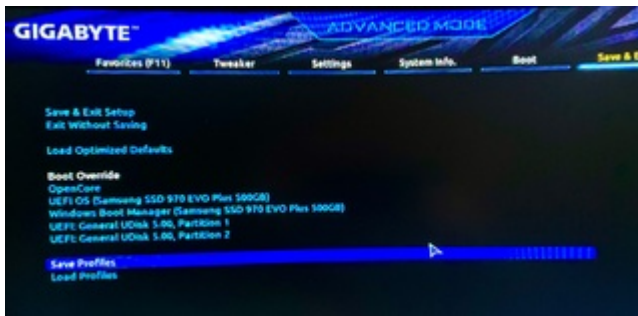 GIGABYTE™
ADVANCED MODE
Favorites (F11) Tweaker Settings System Info. Boot Save &
Save & Exit Setup
Exit Without Saving
Load Optimized Defaults
Boot Override
OpenCore
UEFI OS (Samsung SSD 970 EVO Plus 500GB)
Windows Boot Manager (Samsung SSD 970 EVO Plus 500GB)
UEFI: General UDisk 5.00, Partition 1
UEFI: General UDisk 5.00, Partition 2
Save Profiles
Load Profiles